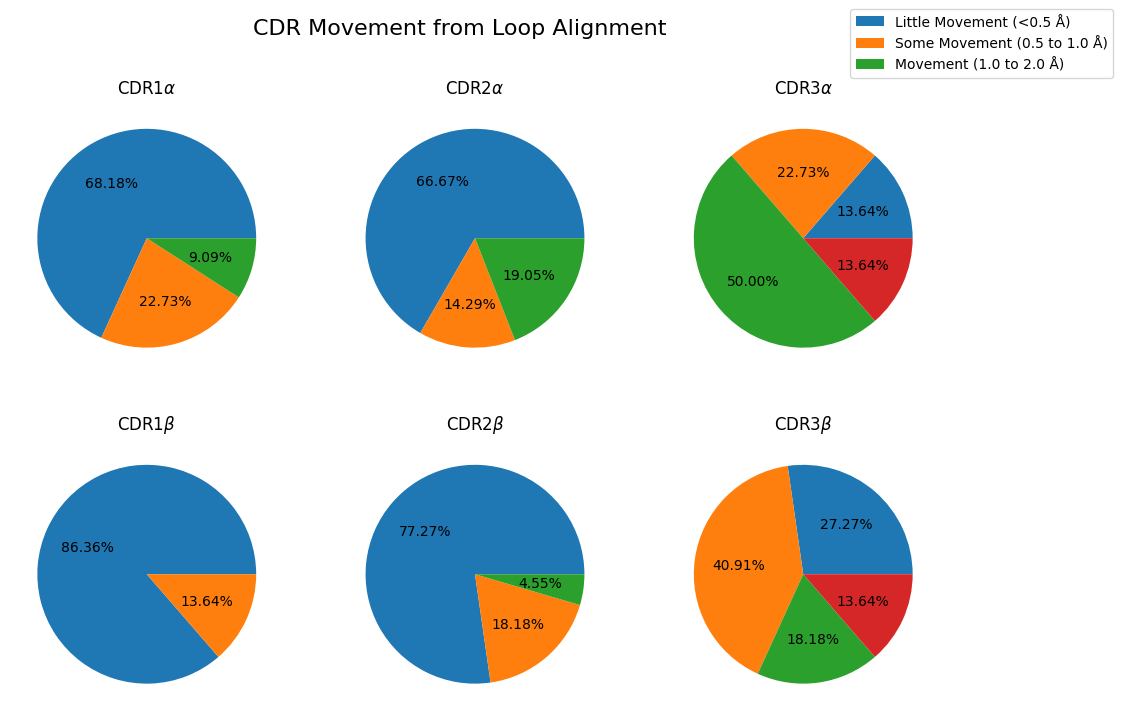 CDR Movement from Loop Alignment
Little Movement (<0.5 Å)
Some Movement (0.5 to 1.0 Å)
Movement (1.0 to 2.0 Å)
CDR1α
68.18%
9.09%
22.73%
CDR2α
66.67%
19.05%
14.29%
CDR3α
22.73%
13.64%
13.64%
50.00%
CDR1β
86.36%
13.64%
CDR2β
77.27%
4.55%
18.18%
CDR3β
27.27%
40.91%
13.64%
18.18%